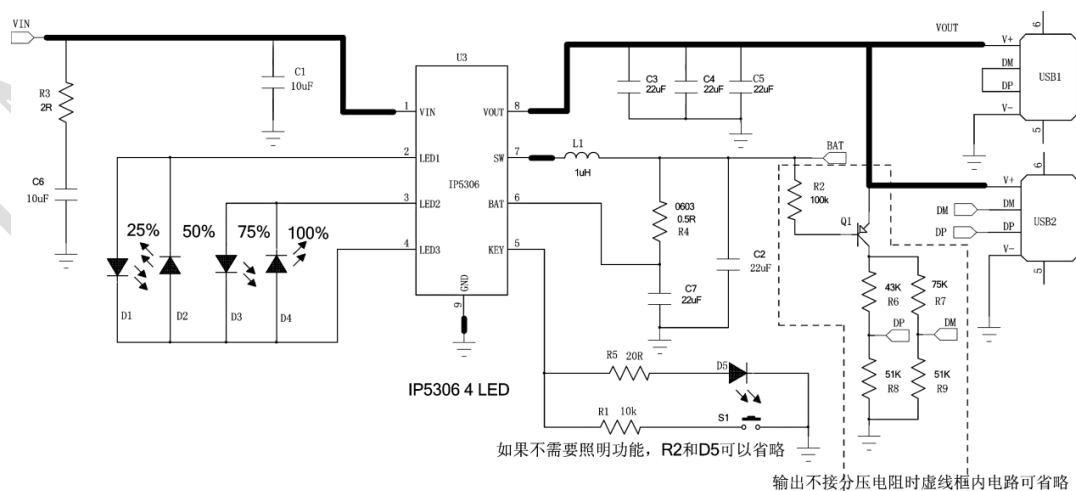 VIN
VOUT
6
V+
DM
DP
V-
USB1
5
U3
R3
2R
C1
10uF
C3
22uF
C4
22uF
C5
22uF
1
VIN
VOUT
8
2
LED1
SW
7
L1
1uH
BAT
IP5306
3
LED2
BAT
6
4
LED3
KEY
5
GND
9
C6
10uF
25%
50%
75%
100%
D1
D2
D3
D4
0603
0.5R
R4
C7
22uF
C2
22uF
R2
100k
Q1
6
V+
DM
DM
DP
DP
V-
USB2
5
43K
R6
75K
R7
DP
DM
51K
R8
51K
R9
IP5306 4 LED
R5
20R
D5
R1
10k
S1
如果不需要照明功能，R2和D5可以省略
输出不接分压电阻时虚线框内电路可省略